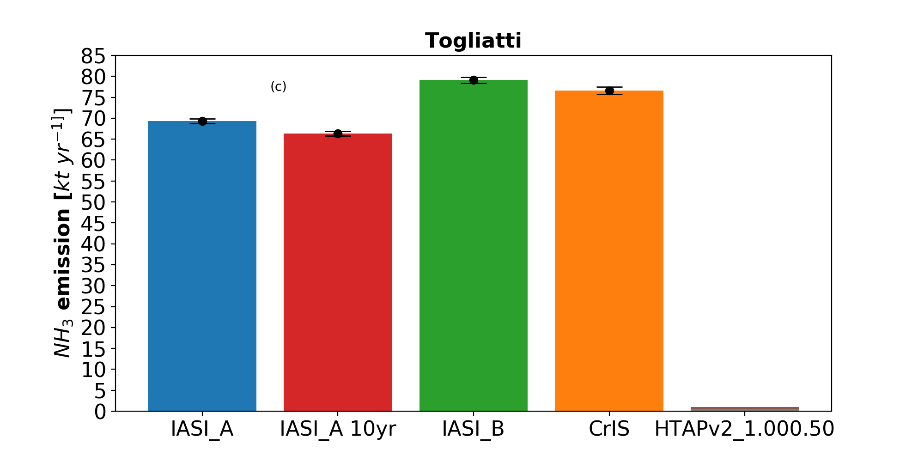 Togliatti
(c)
NH₃ emission [kt yr⁻¹]]
85
80
75
70
65
60
55
50
45
40
35
30
25
20
15
10
5
0
IASI_A
IASI_A 10yr
IASI_B
CrIS
HTAPv2_1.000.50